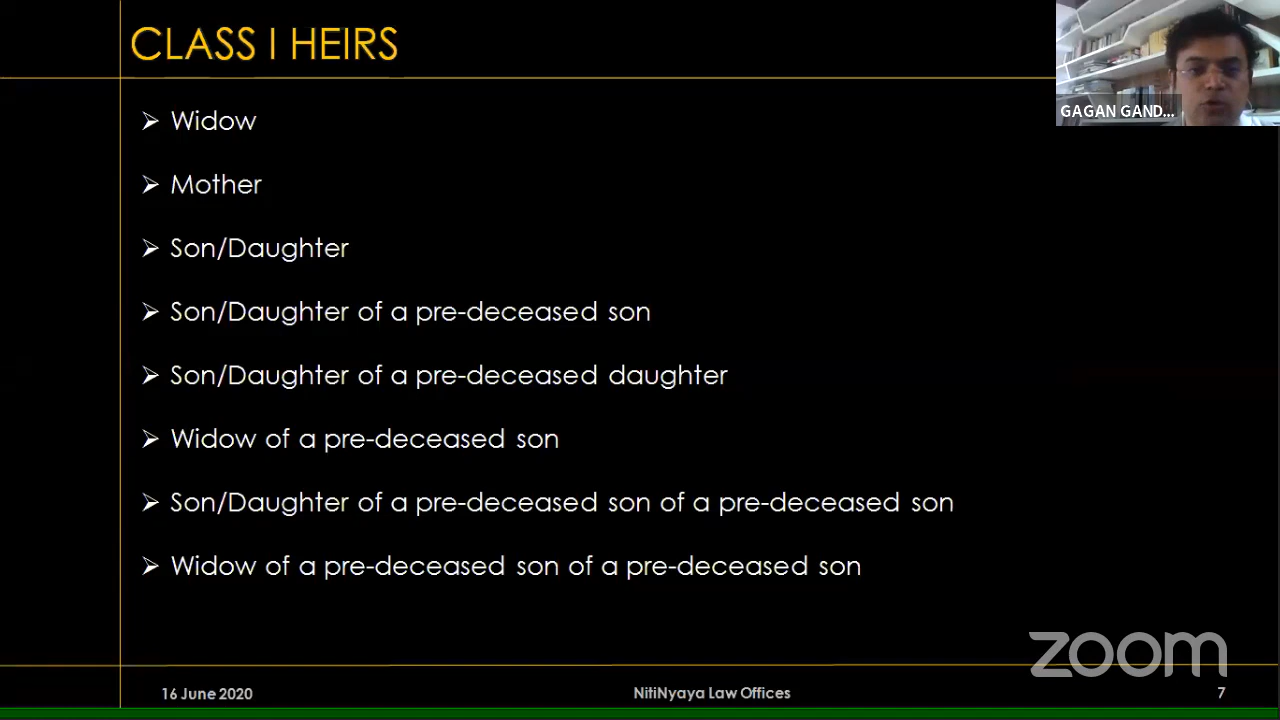 CLASS I HEIRS
GAGAN GAND...
Widow
Mother
Son/Daughter
Son/Daughter of a pre-deceased son
Son/Daughter of a pre-deceased daughter
Widow of a pre-deceased son
Son/Daughter of a pre-deceased son of a pre-deceased son
Widow of a pre-deceased son of a pre-deceased son
zoom
16 June 2020
NitiNyaya Law Offices
7